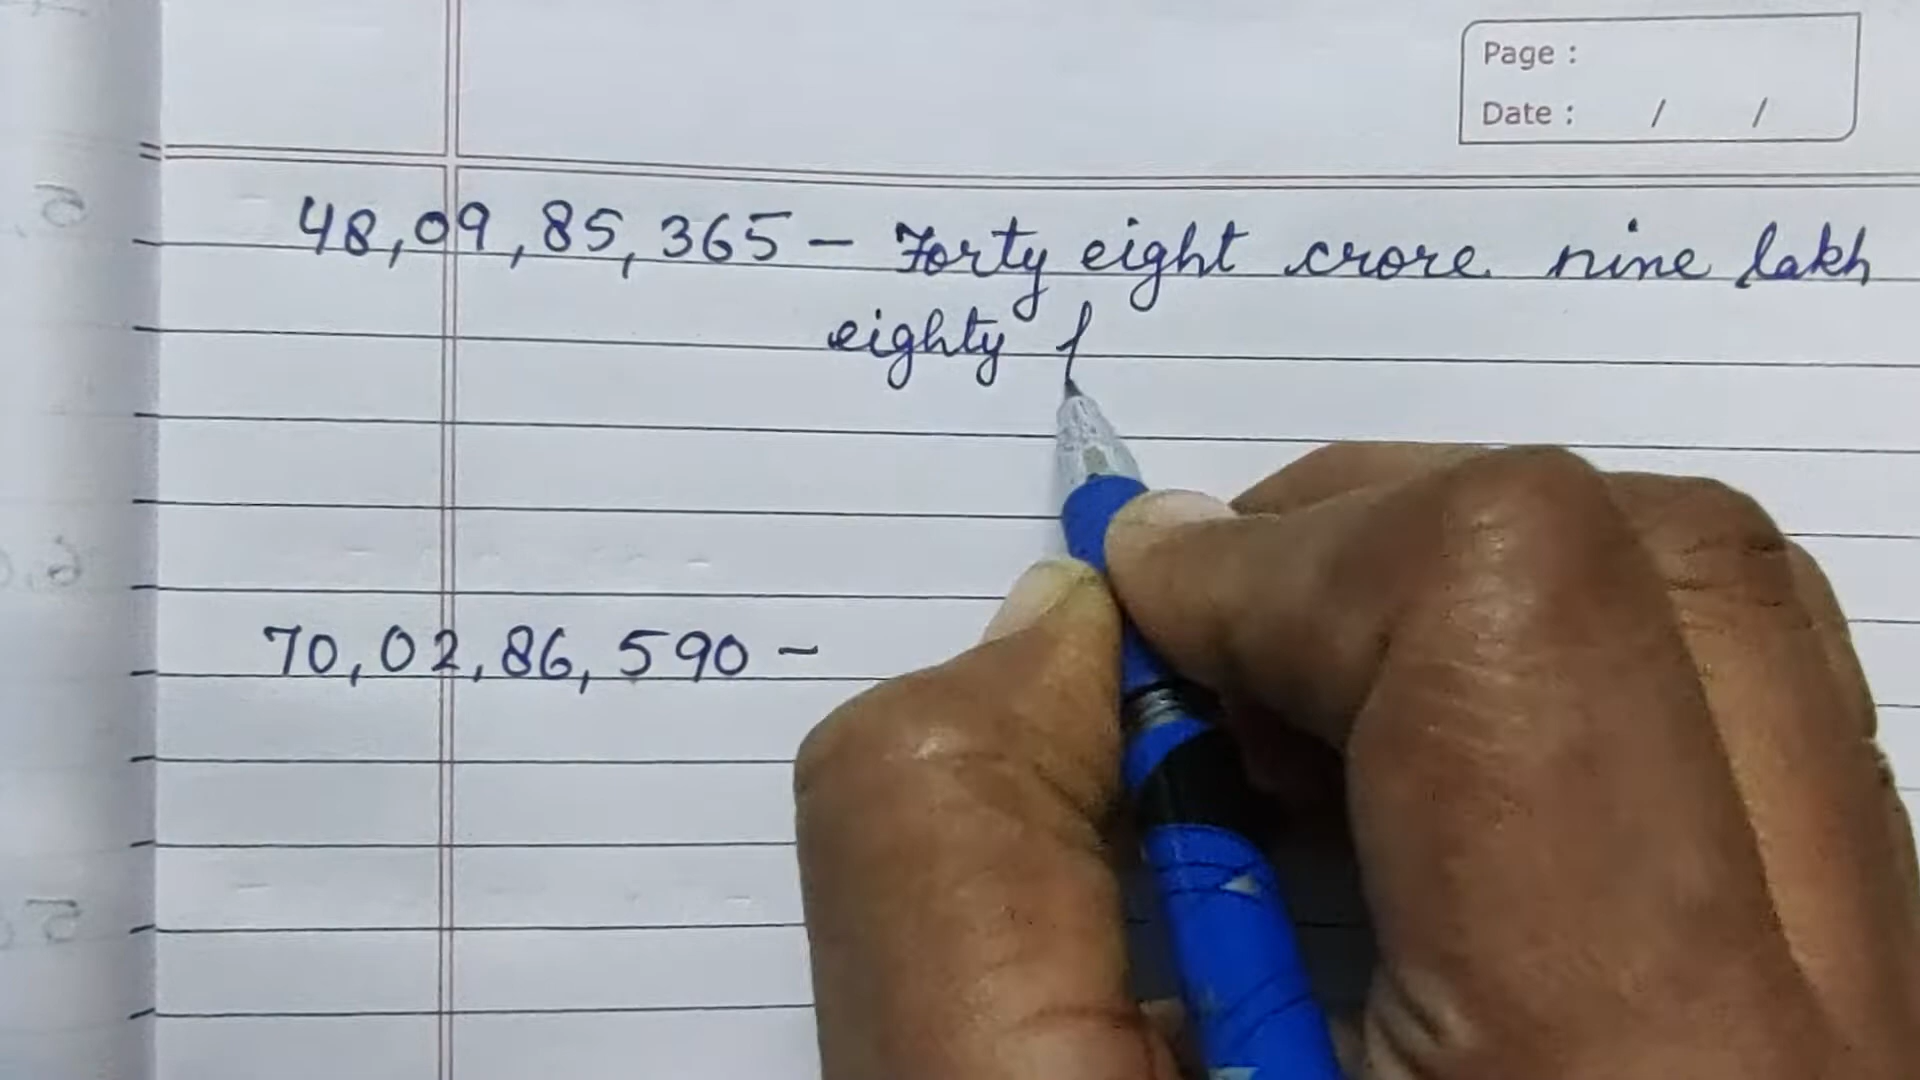 Page :
Date : / /
48,09,85,365 – Forty eight crore nine lakh
eighty f
70,02,86,590 –